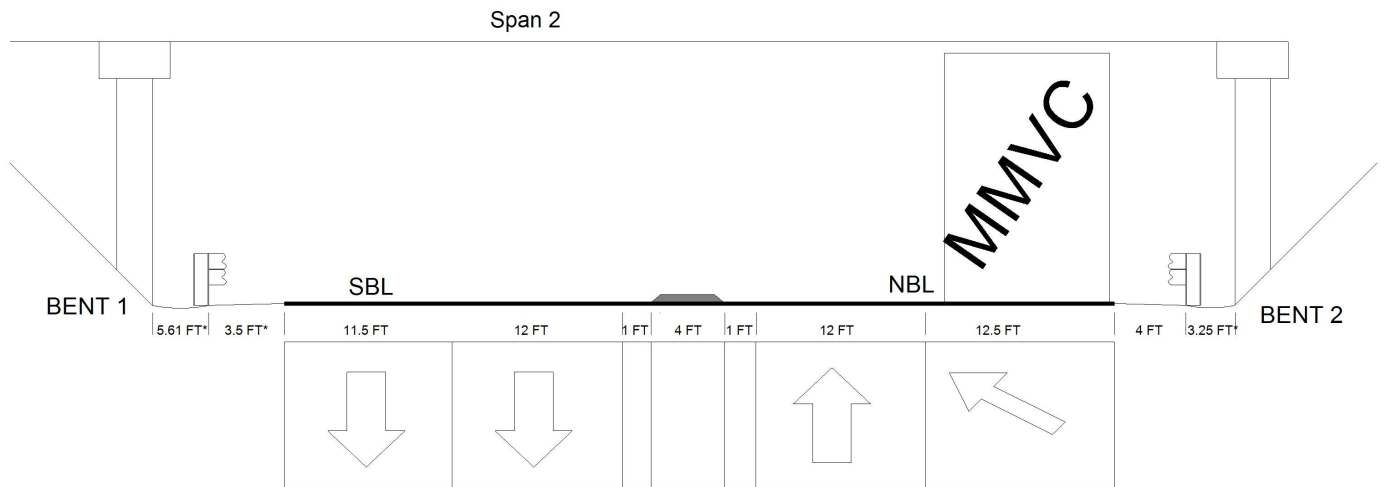 Span 2
MMVC
SBL
NBL
BENT 1
BENT 2
5.61 FT* 3.5 FT* 11.5 FT 12 FT 1 FT 4 FT 1 FT 12 FT 12.5 FT 4 FT 3.25 FT*